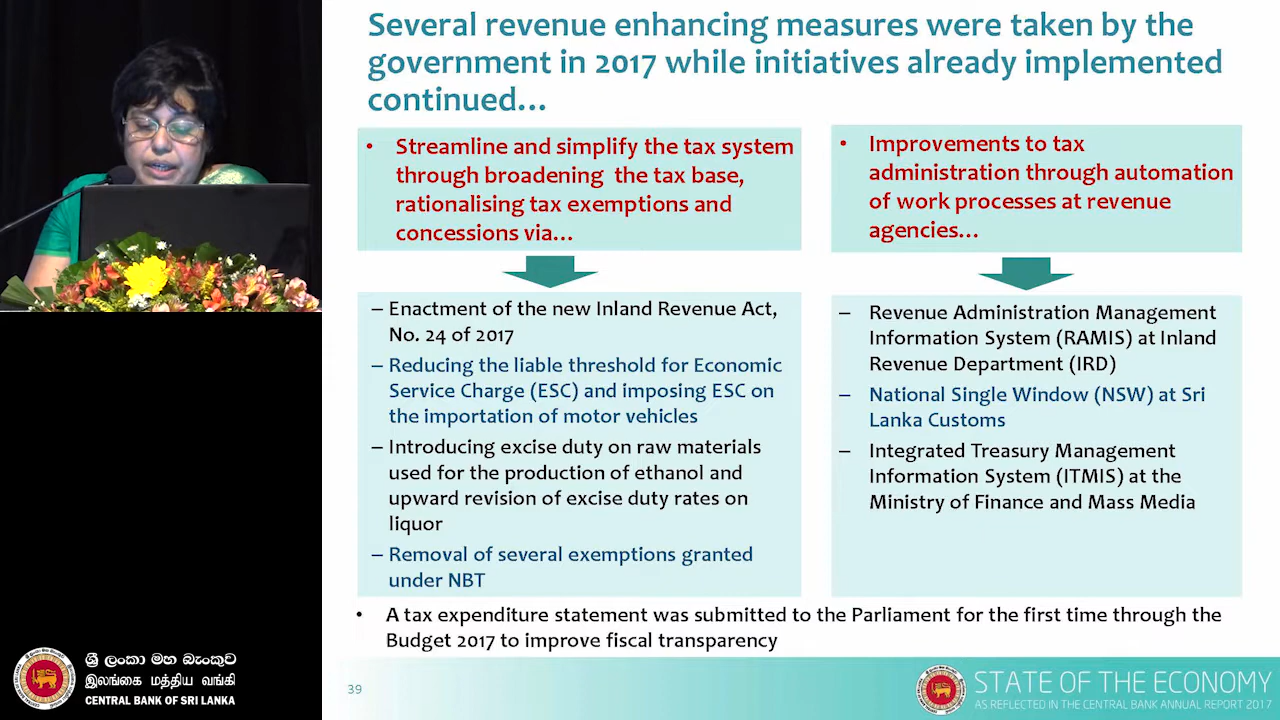 Several revenue enhancing measures were taken by the
government in 2017 while initiatives already implemented
continued...
• Streamline and simplify the tax system
through broadening the tax base,
rationalising tax exemptions and
concessions via...
– Enactment of the new Inland Revenue Act,
No. 24 of 2017
– Reducing the liable threshold for Economic
Service Charge (ESC) and imposing ESC on
the importation of motor vehicles
– Introducing excise duty on raw materials
used for the production of ethanol and
upward revision of excise duty rates on
liquor
– Removal of several exemptions granted
under NBT
• Improvements to tax
administration through automation
of work processes at revenue
agencies...
– Revenue Administration Management
Information System (RAMIS) at Inland
Revenue Department (IRD)
– National Single Window (NSW) at Sri
Lanka Customs
– Integrated Treasury Management
Information System (ITMIS) at the
Ministry of Finance and Mass Media
• A tax expenditure statement was submitted to the Parliament for the first time through the
Budget 2017 to improve fiscal transparency
ශ්‍රී ලංකා මහ බැංකුව
இலங்கை மத்திய வங்கி
CENTRAL BANK OF SRI LANKA
39
STATE OF THE ECONOMY
AS REFLECTED IN THE CENTRAL BANK ANNUAL REPORT 2017